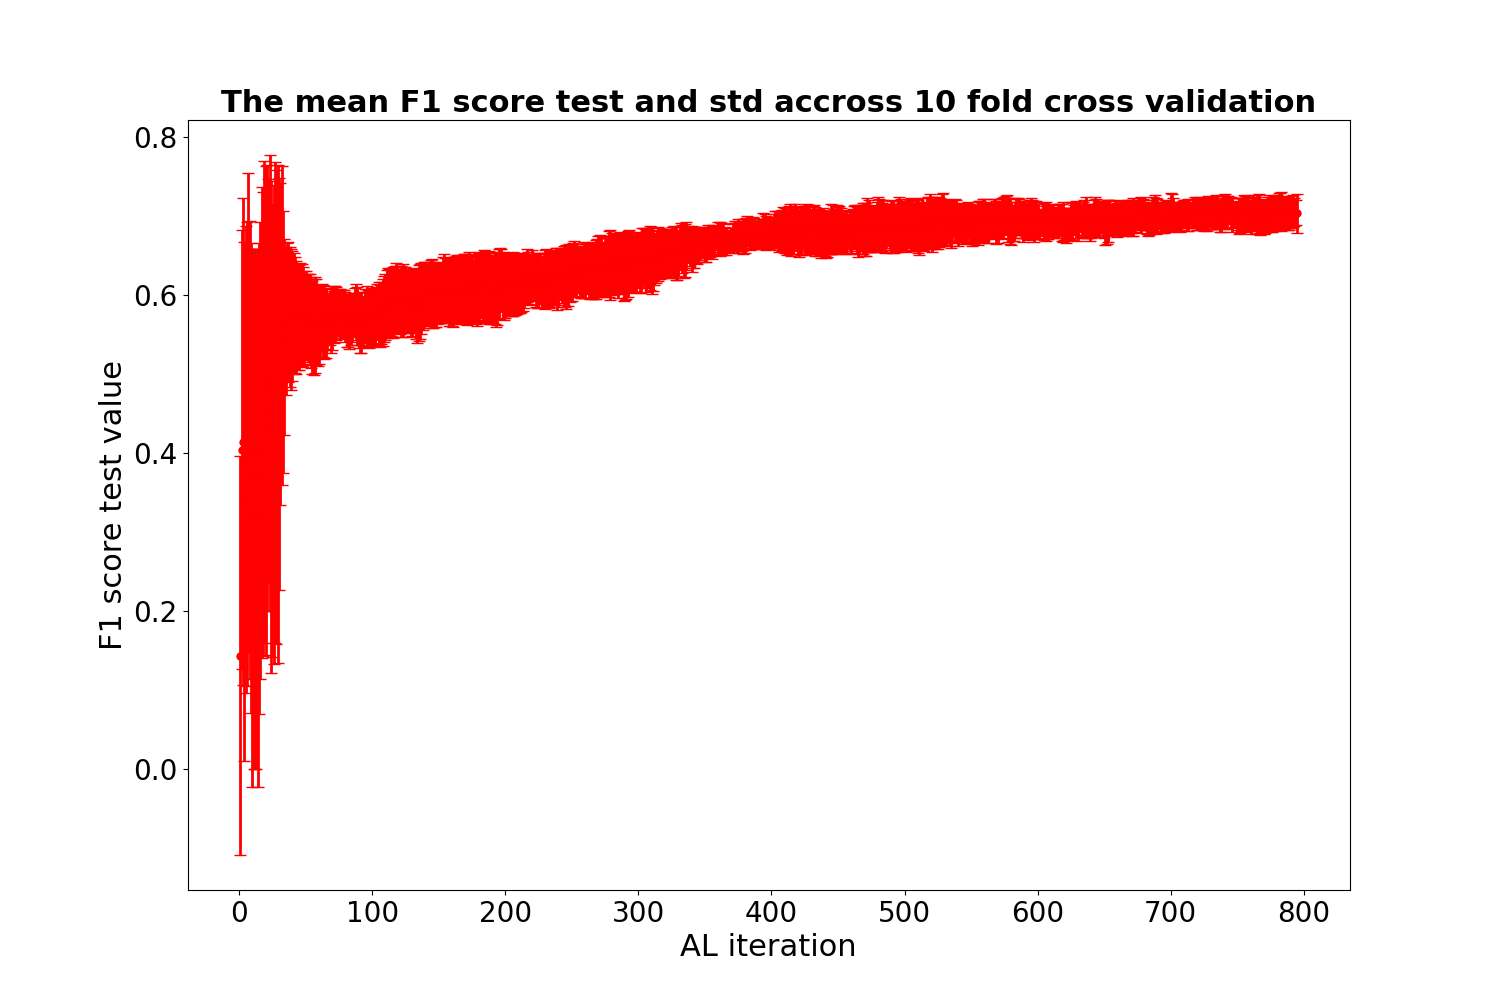 The mean F1 score test and std accross 10 fold cross validation
0.8
0.6
0.4
0.2
0.0
F1 score test value
0 100 200 300 400 500 600 700 800
AL iteration